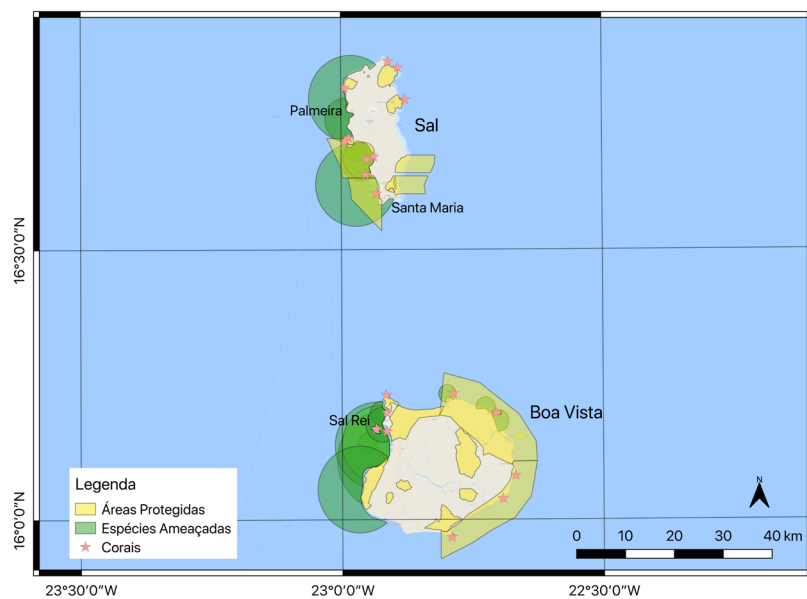 Palmeira
Sal
Santa Maria
16°30'0"N
Sal Rei
Boa Vista
Legenda
Áreas Protegidas
Espécies Ameaçadas
Corais
N
16°0'0"N
0 10 20 30 40 km
23°30'0"W 23°0'0"W 22°30'0"W